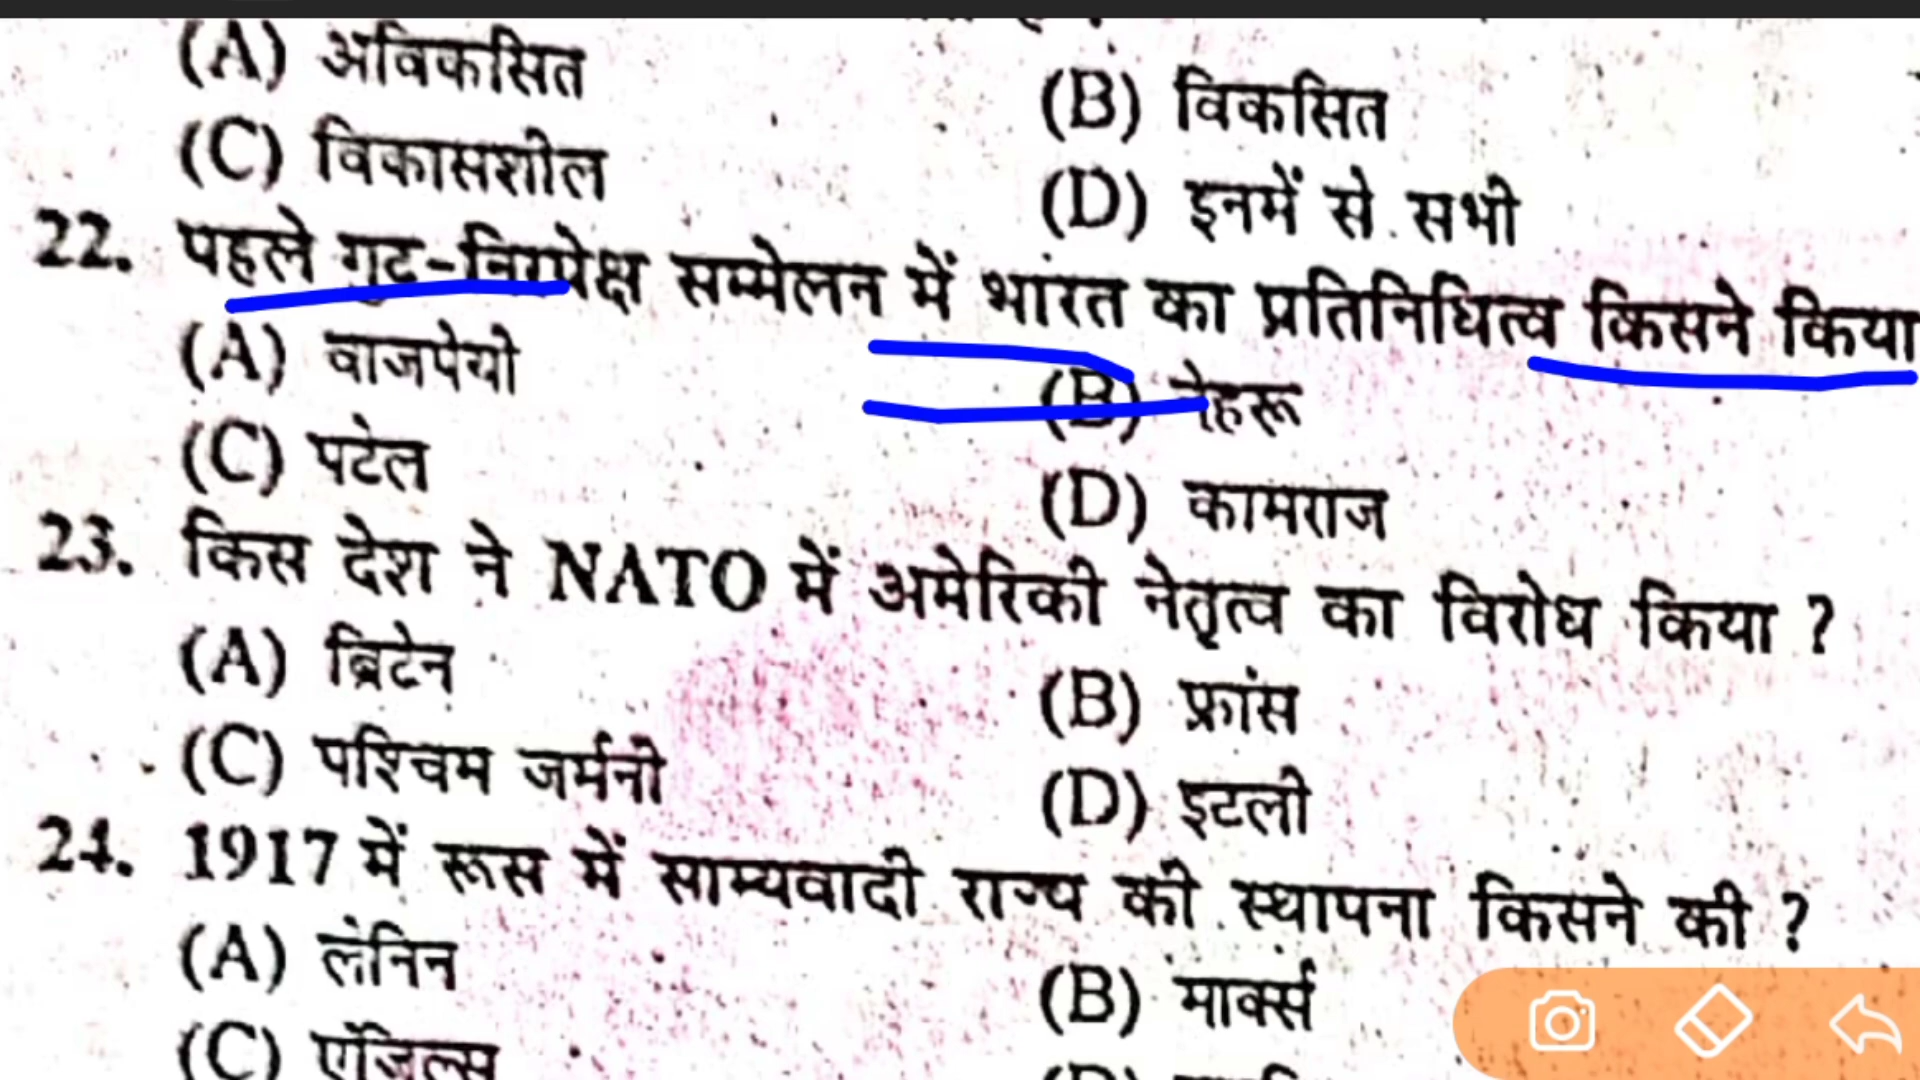 (A) अविकसित
(B) विकसित
(C) विकासशील
(D) इनमें से सभी
22. पहले गुट-निरपेक्ष सम्मेलन में भारत का प्रतिनिधित्व किसने किया
(A) वाजपेयी
(B) नेहरू
(C) पटेल
(D) कामराज
23. किस देश ने NATO में अमेरिकी नेतृत्व का विरोध किया ?
(A) ब्रिटेन
(B) फ्रांस
(C) पश्चिम जर्मनी
(D) इटली
24. 1917 में रूस में साम्यवादी राज्य की स्थापना किसने की ?
(A) लेनिन
(B) मार्क्स
(C) एंजिल्स